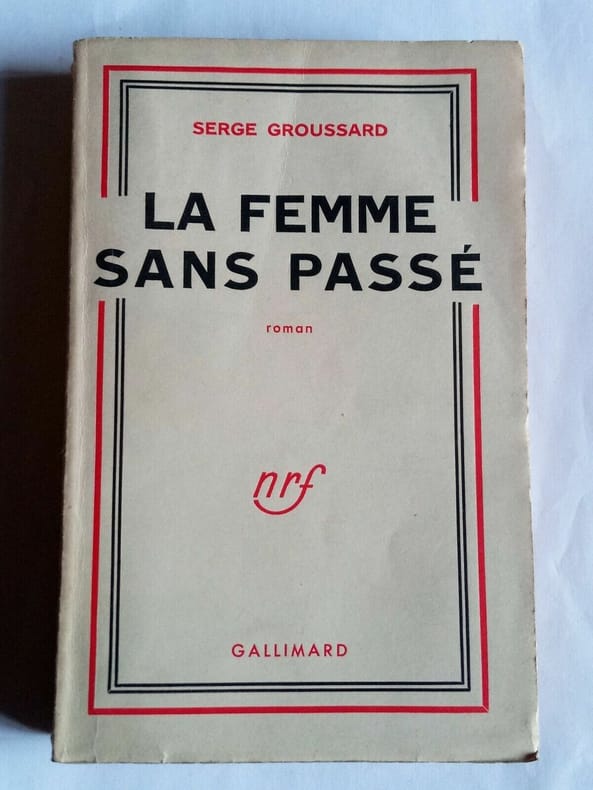 SERGE GROUSSARD
LA FEMME
SANS PASSÉ
roman
nrf
GALLIMARD